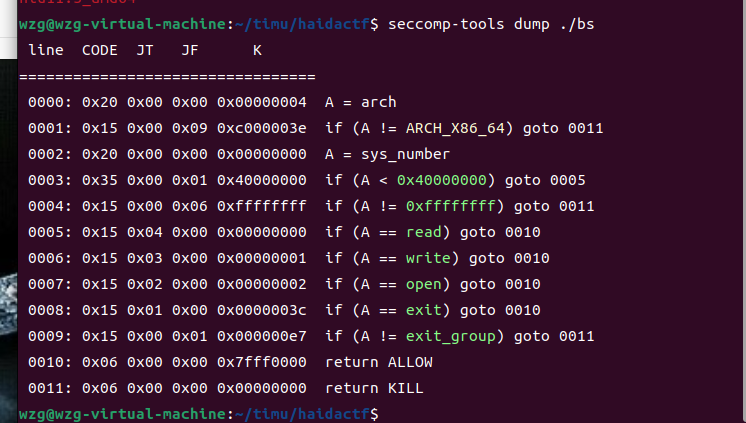 wzg@wzg-virtual-machine:~/timu/haidactf$ seccomp-tools dump ./bs
 line  CODE  JT   JF      K
=================================
 0000: 0x20 0x00 0x00 0x00000004  A = arch
 0001: 0x15 0x00 0x09 0xc000003e  if (A != ARCH_X86_64) goto 0011
 0002: 0x20 0x00 0x00 0x00000000  A = sys_number
 0003: 0x35 0x00 0x01 0x40000000  if (A < 0x40000000) goto 0005
 0004: 0x15 0x00 0x06 0xffffffff  if (A != 0xffffffff) goto 0011
 0005: 0x15 0x04 0x00 0x00000000  if (A == read) goto 0010
 0006: 0x15 0x03 0x00 0x00000001  if (A == write) goto 0010
 0007: 0x15 0x02 0x00 0x00000002  if (A == open) goto 0010
 0008: 0x15 0x01 0x00 0x0000003c  if (A == exit) goto 0010
 0009: 0x15 0x00 0x01 0x000000e7  if (A != exit_group) goto 0011
 0010: 0x06 0x00 0x00 0x7fff0000  return ALLOW
 0011: 0x06 0x00 0x00 0x00000000  return KILL
wzg@wzg-virtual-machine:~/timu/haidactf$